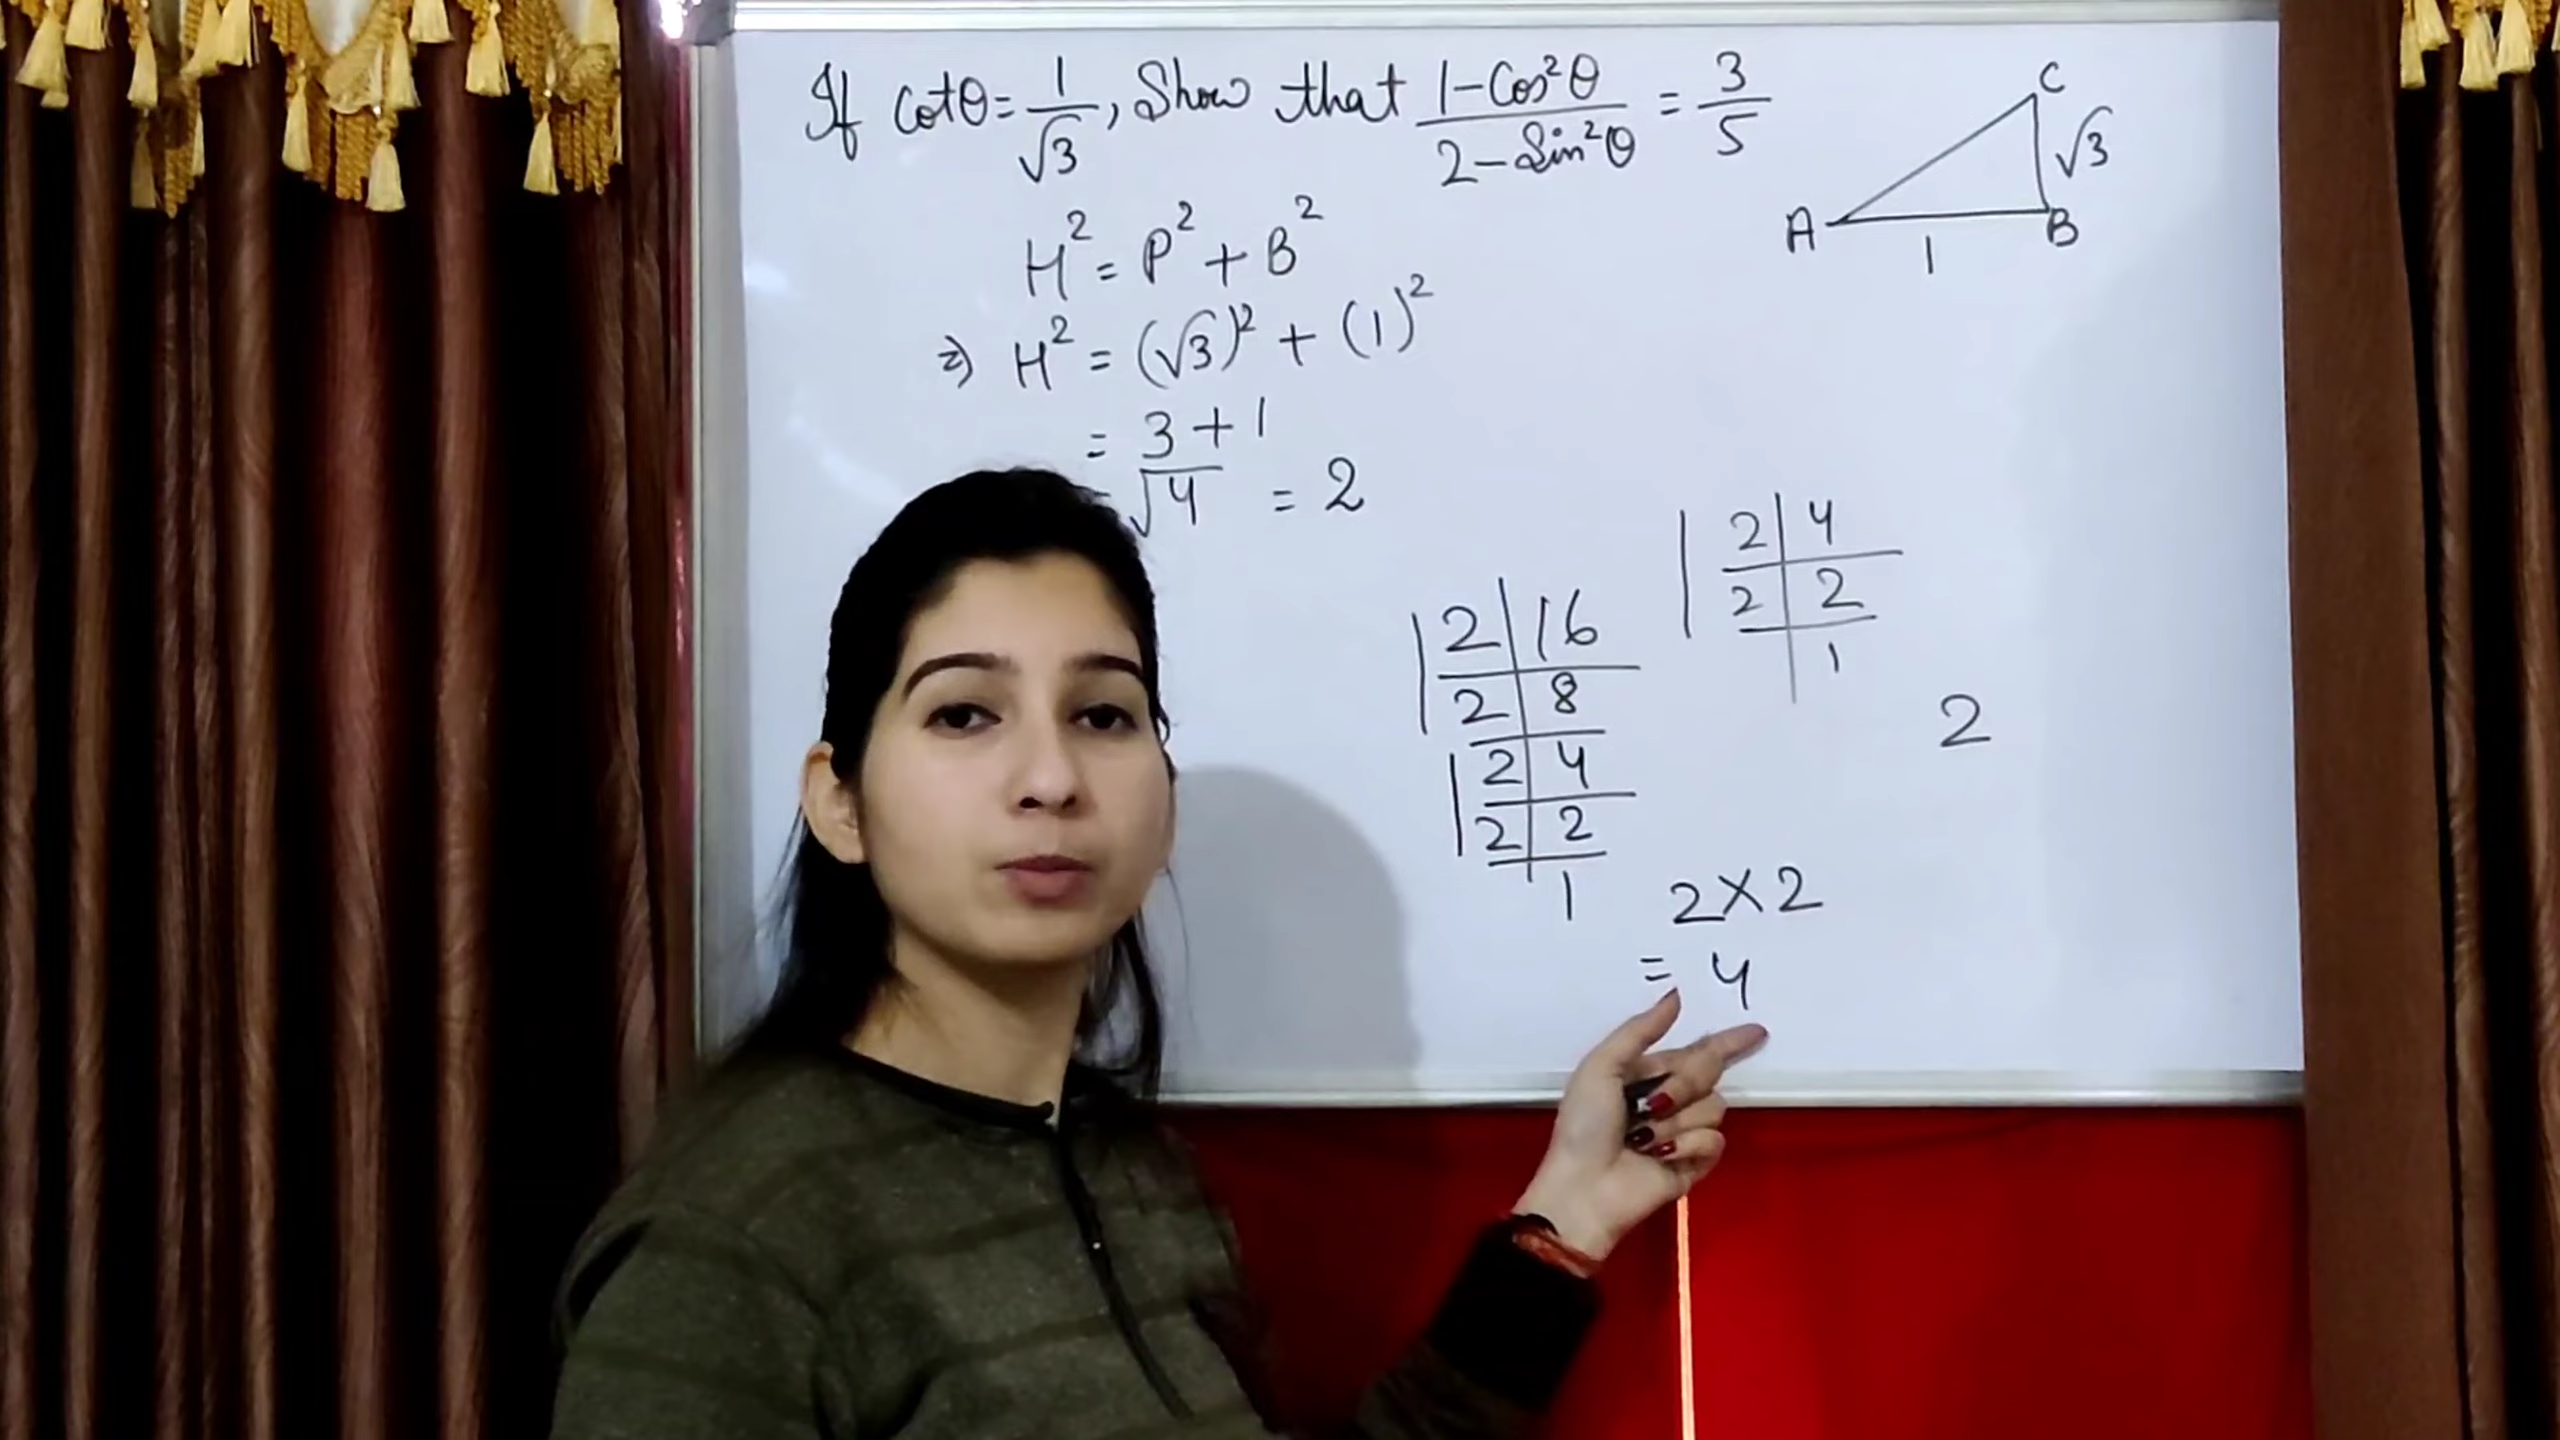 If cotθ = 1/√3, Show that (1-Cos²θ)/(2-Sin²θ) = 3/5
H² = P² + B²
⇒) H² = (√3)² + (1)²
= 3+1
= √4 = 2
A
B
C
√3
1
2 | 4
2 | 2
1
2 | 16
2 | 8
2 | 4
2 | 2
1
2
2×2
= 4